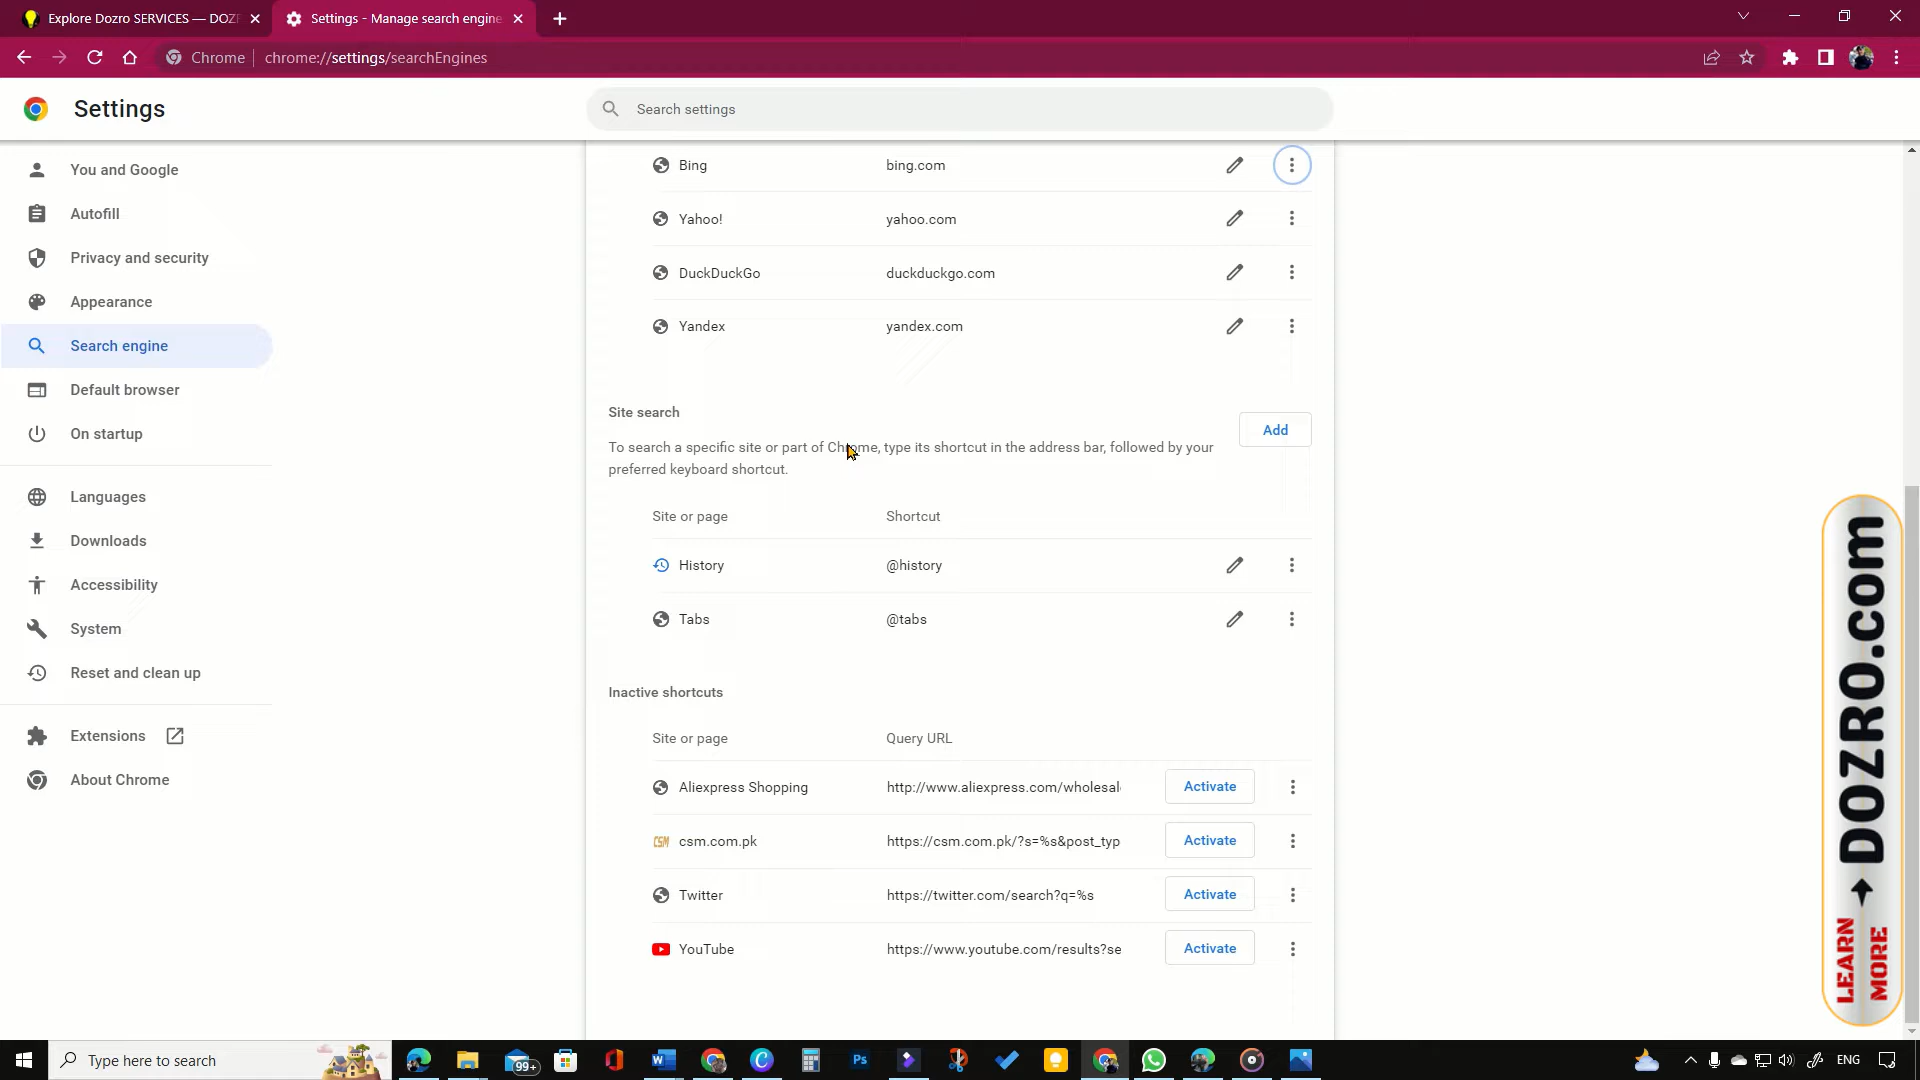 Explore Dozro SERVICES — DOZ
Settings - Manage search engine
Chrome
chrome://settings/searchEngines
Settings
Search settings
You and Google
Autofill
Privacy and security
Appearance
Search engine
Default browser
On startup
Languages
Downloads
Accessibility
System
Reset and clean up
Extensions
About Chrome
Bing bing.com
Yahoo! yahoo.com
DuckDuckGo duckduckgo.com
Yandex yandex.com
Site search
Add
To search a specific site or part of Chrome, type its shortcut in the address bar, followed by your
preferred keyboard shortcut.
Site or page Shortcut
History @history
Tabs @tabs
Inactive shortcuts
Site or page Query URL
Aliexpress Shopping http://www.aliexpress.com/wholesal Activate
CSM csm.com.pk https://csm.com.pk/?s=%s&post_typ Activate
Twitter https://twitter.com/search?q=%s Activate
YouTube https://www.youtube.com/results?se Activate
LEARN
MORE
DOZRO.com
Type here to search
99+
W
Ps
ENG